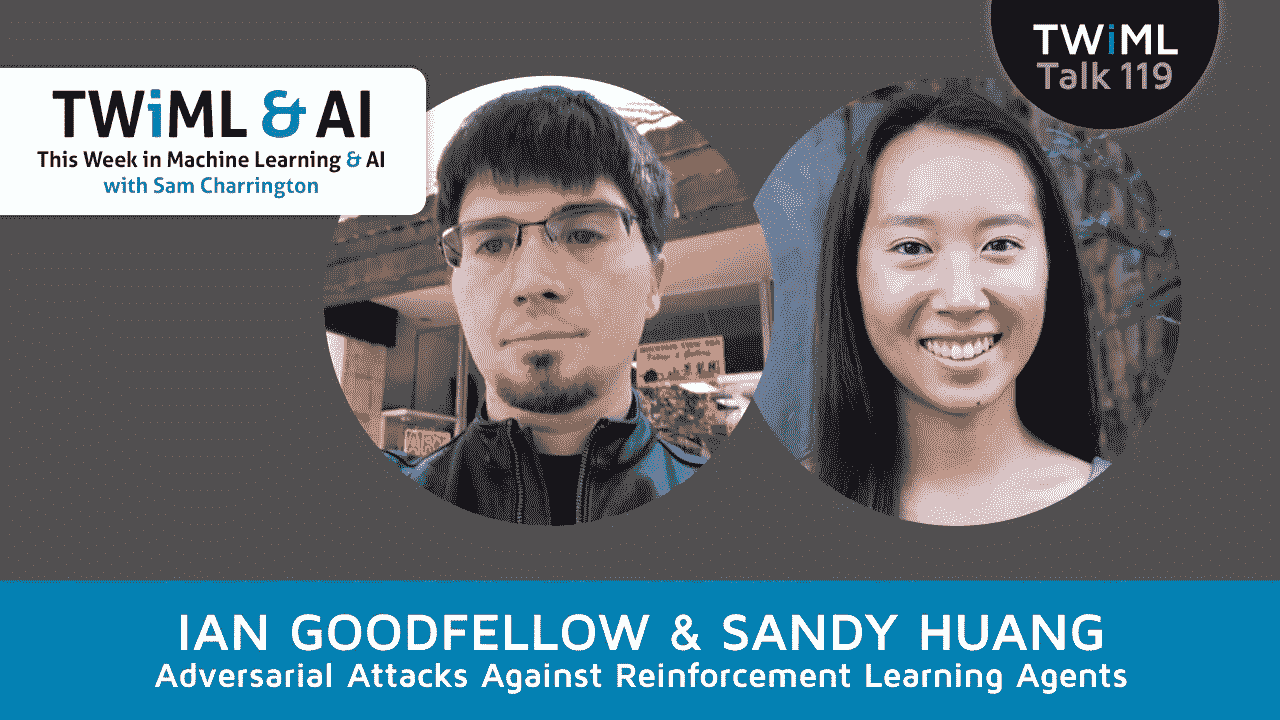 TWiML
Talk 119
TWiML & AI
This Week in Machine Learning & AI
with Sam Charrington
IAN GOODFELLOW & SANDY HUANG
Adversarial Attacks Against Reinforcement Learning Agents